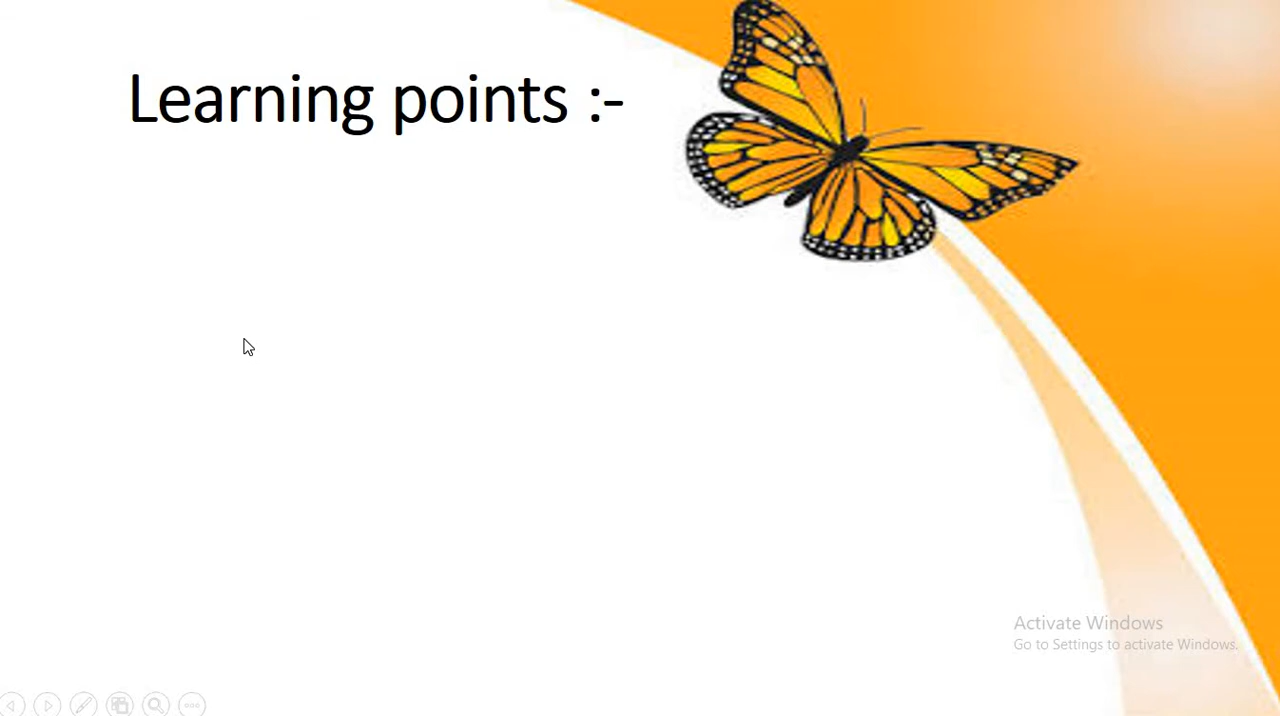 Learning points :-
Activate Windows
Go to Settings to activate Windows.